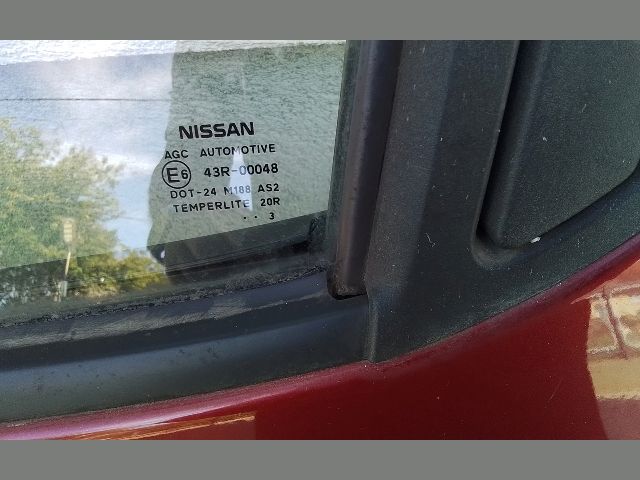 NISSAN
AGC AUTOMOTIVE
E6 43R-00048
DOT-24 M188 AS2
TEMPERLITE 20R
. . 3